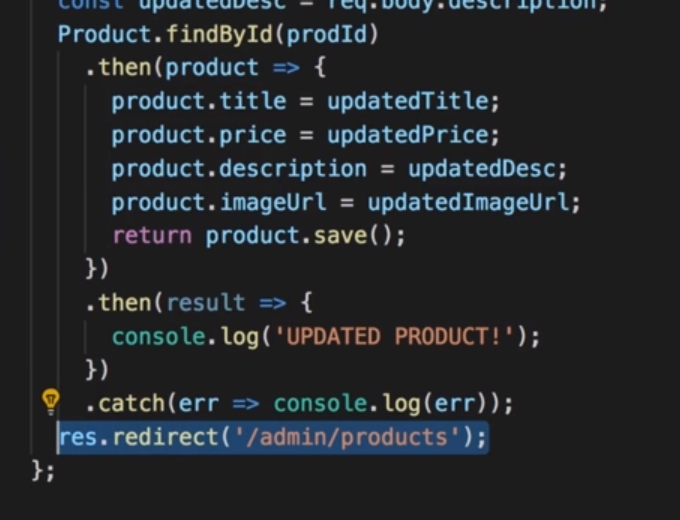 const updatedDesc = req.body.description;
Product.findById(prodId)
.then(product => {
product.title = updatedTitle;
product.price = updatedPrice;
product.description = updatedDesc;
product.imageUrl = updatedImageUrl;
return product.save();
})
.then(result => {
console.log('UPDATED PRODUCT!');
})
.catch(err => console.log(err));
res.redirect('/admin/products');
};